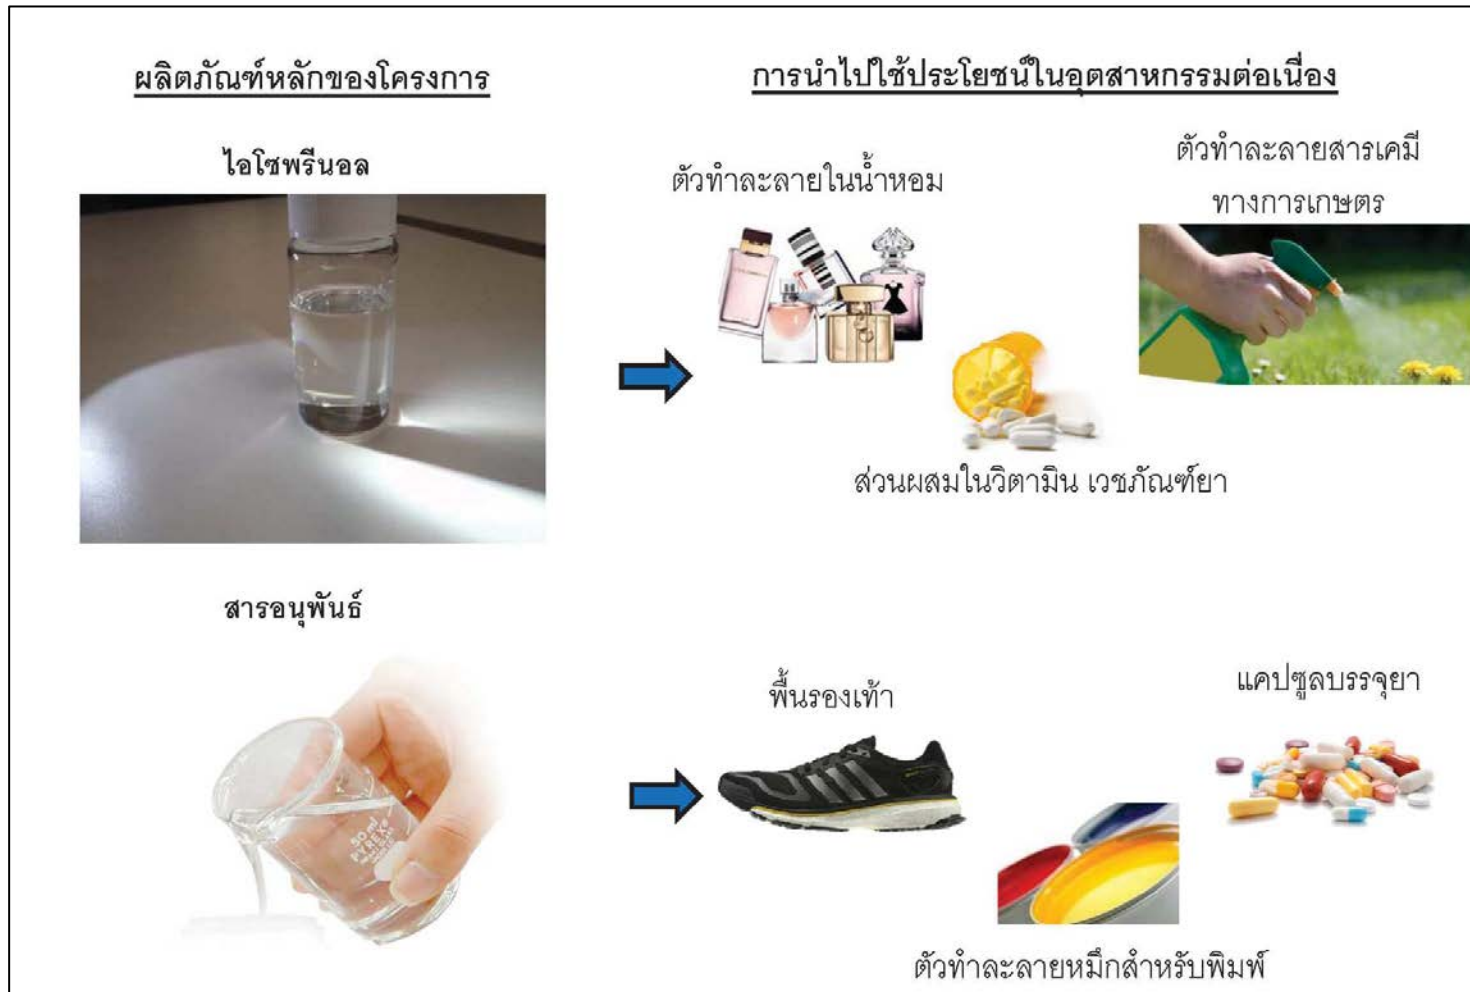 ผลิตภัณฑ์หลักของโครงการ
การนำไปใช้ประโยชน์ในอุตสาหกรรมต่อเนื่อง
ไอโซพรีนอล
ตัวทำละลายในน้ำหอม
ตัวทำละลายสารเคมี
ทางการเกษตร
ส่วนผสมในวิตามิน เวชภัณฑ์ยา
สารอนุพันธ์
พื้นรองเท้า
แคปซูลบรรจุยา
50 ml
PYREX
ตัวทำละลายหมึกสำหรับพิมพ์